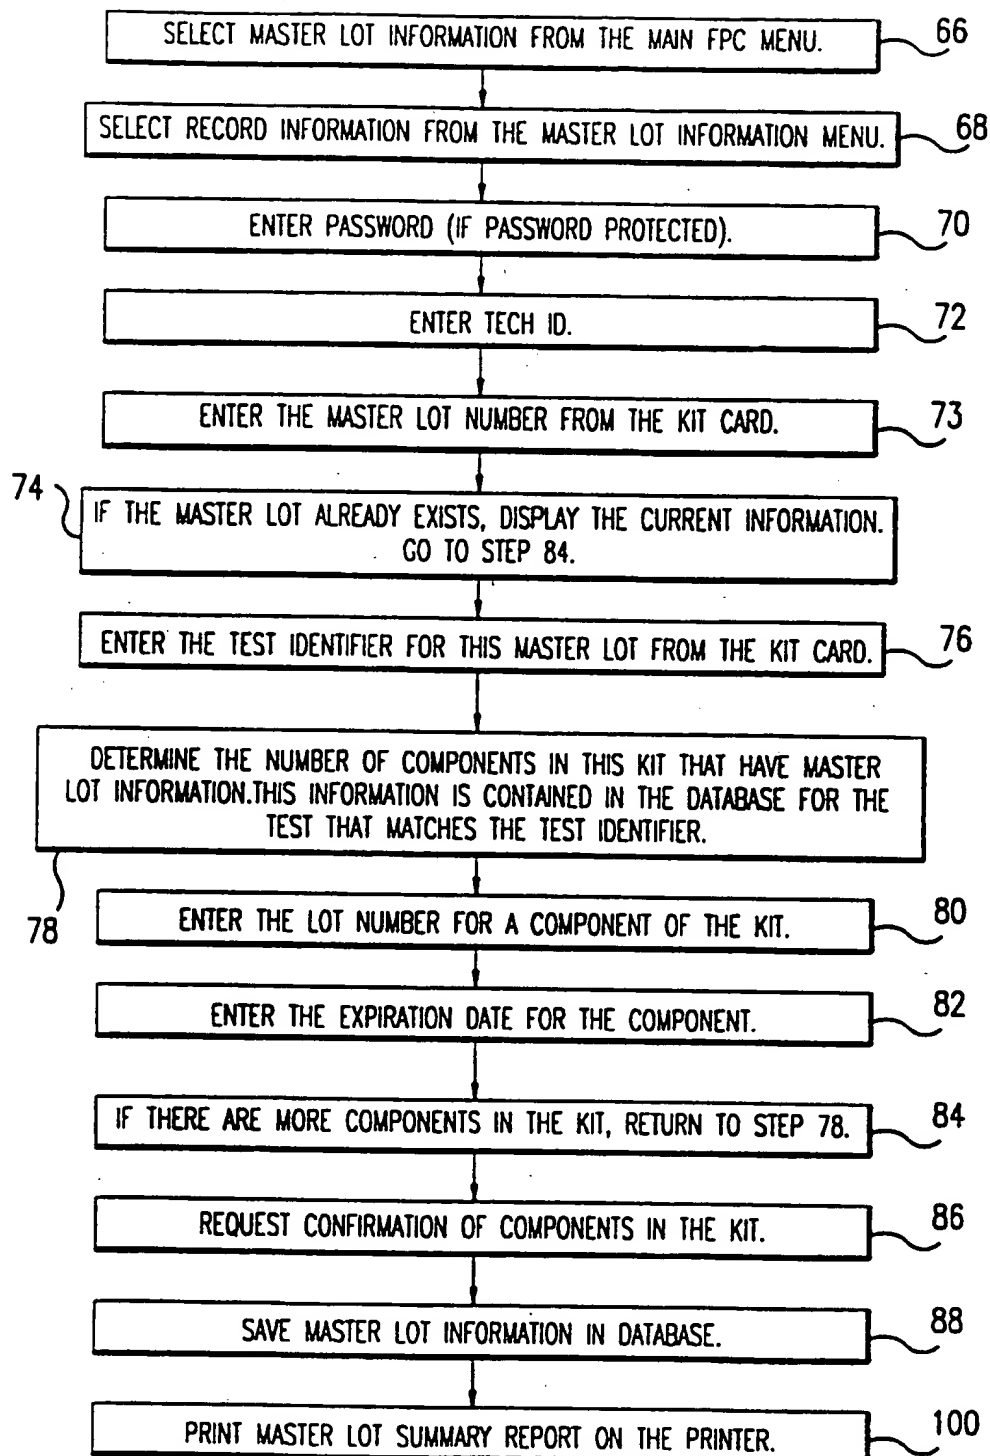 SELECT MASTER LOT INFORMATION FROM THE MAIN FPC MENU. 66
SELECT RECORD INFORMATION FROM THE MASTER LOT INFORMATION MENU. 68
ENTER PASSWORD (IF PASSWORD PROTECTED). 70
ENTER TECH ID. 72
ENTER THE MASTER LOT NUMBER FROM THE KIT CARD. 73
74
IF THE MASTER LOT ALREADY EXISTS, DISPLAY THE CURRENT INFORMATION.
GO TO STEP 84.
ENTER THE TEST IDENTIFIER FOR THIS MASTER LOT FROM THE KIT CARD. 76
DETERMINE THE NUMBER OF COMPONENTS IN THIS KIT THAT HAVE MASTER
LOT INFORMATION.THIS INFORMATION IS CONTAINED IN THE DATABASE FOR THE
TEST THAT MATCHES THE TEST IDENTIFIER.
78
ENTER THE LOT NUMBER FOR A COMPONENT OF THE KIT. 80
ENTER THE EXPIRATION DATE FOR THE COMPONENT. 82
IF THERE ARE MORE COMPONENTS IN THE KIT, RETURN TO STEP 78. 84
REQUEST CONFIRMATION OF COMPONENTS IN THE KIT. 86
SAVE MASTER LOT INFORMATION IN DATABASE. 88
PRINT MASTER LOT SUMMARY REPORT ON THE PRINTER. 100